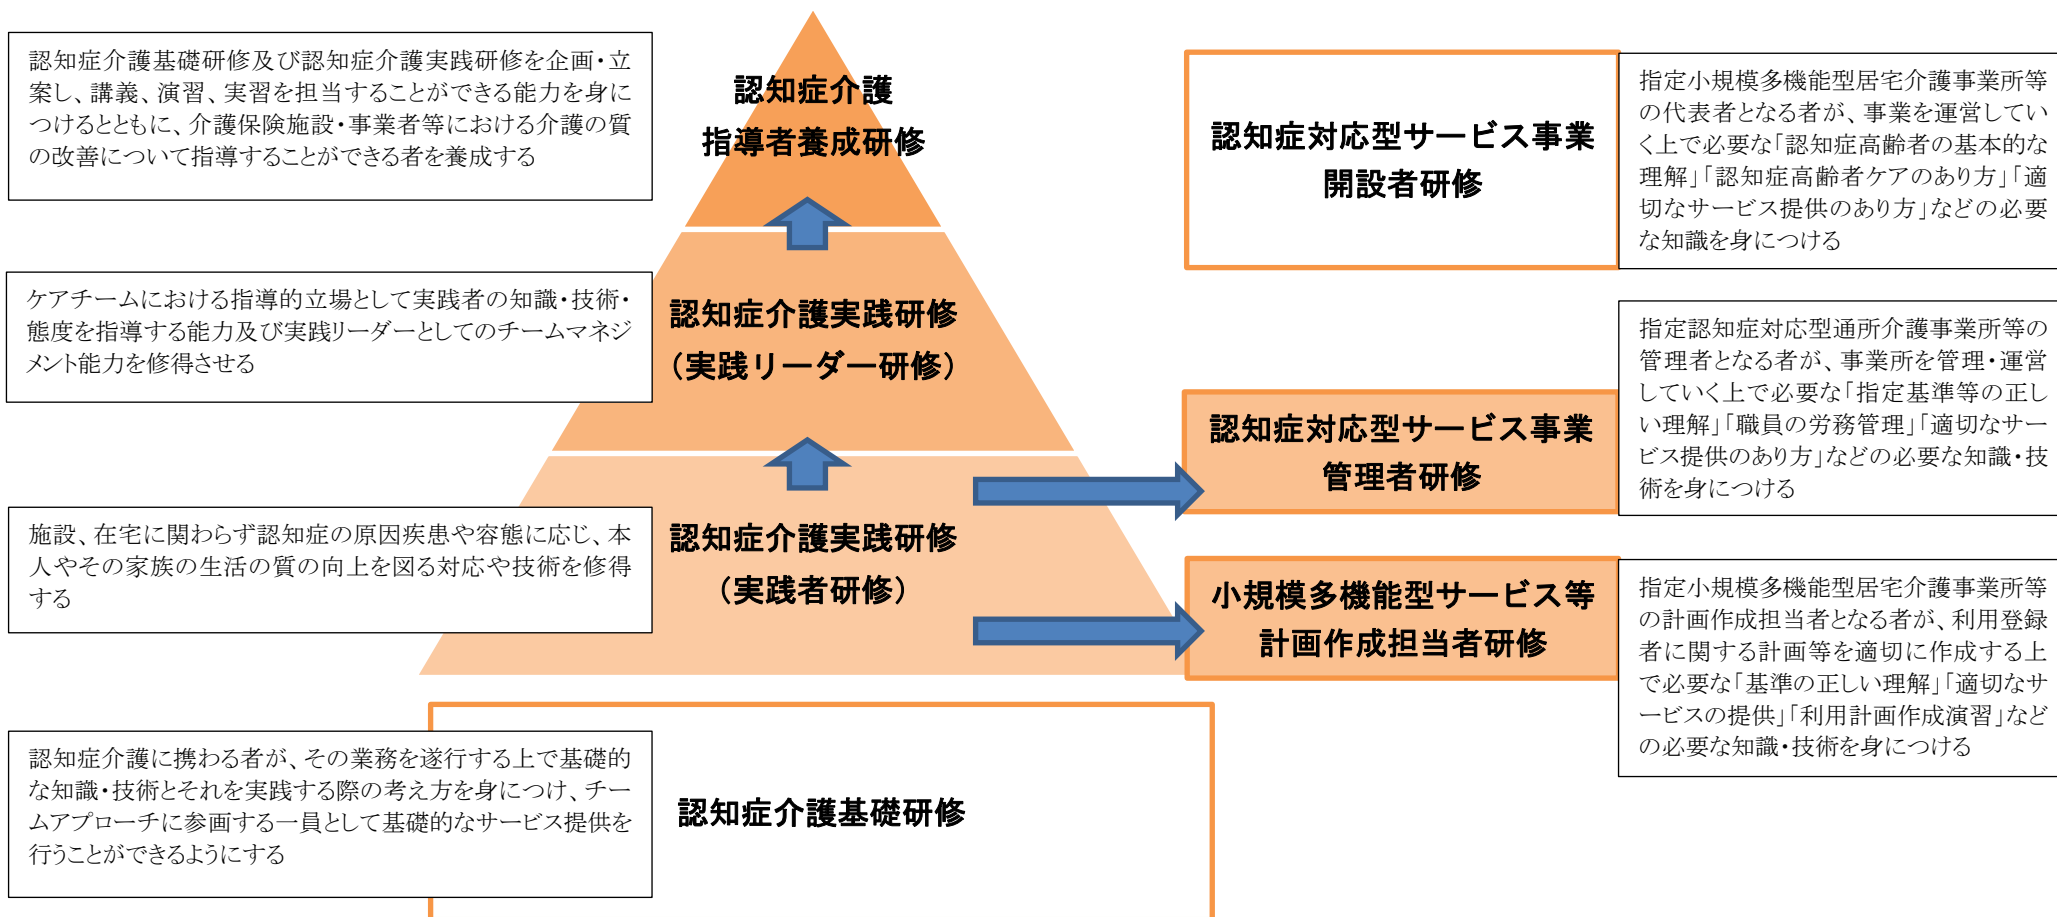 認知症介護基礎研修及び認知症介護実践研修を企画・立
案し、講義、演習、実習を担当することができる能力を身に
つけるとともに、介護保険施設・事業者等における介護の質
の改善について指導することができる者を養成する
認知症介護
指導者養成研修
認知症対応型サービス事業
開設者研修
指定小規模多機能型居宅介護事業所等
の代表者となる者が、事業を運営してい
く上で必要な「認知症高齢者の基本的な
理解」「認知症高齢者ケアのあり方」「適
切なサービス提供のあり方」などの必要
な知識を身につける
ケアチームにおける指導的立場として実践者の知識・技術・
態度を指導する能力及び実践リーダーとしてのチームマネジ
メント能力を修得させる
認知症介護実践研修
（実践リーダー研修）
認知症対応型サービス事業
管理者研修
指定認知症対応型通所介護事業所等の
管理者となる者が、事業所を管理・運営
していく上で必要な「指定基準等の正し
い理解」「職員の労務管理」「適切なサー
ビス提供のあり方」などの必要な知識・技
術を身につける
施設、在宅に関わらず認知症の原因疾患や容態に応じ、本
人やその家族の生活の質の向上を図る対応や技術を修得
する
認知症介護実践研修
（実践者研修）
小規模多機能型サービス等
計画作成担当者研修
指定小規模多機能型居宅介護事業所等
の計画作成担当者となる者が、利用登録
者に関する計画等を適切に作成する上
で必要な「基準の正しい理解」「適切なサ
ービスの提供」「利用計画作成演習」など
の必要な知識・技術を身につける
認知症介護に携わる者が、その業務を遂行する上で基礎的
な知識・技術とそれを実践する際の考え方を身につけ、チー
ムアプローチに参画する一員として基礎的なサービス提供を
行うことができるようにする
認知症介護基礎研修